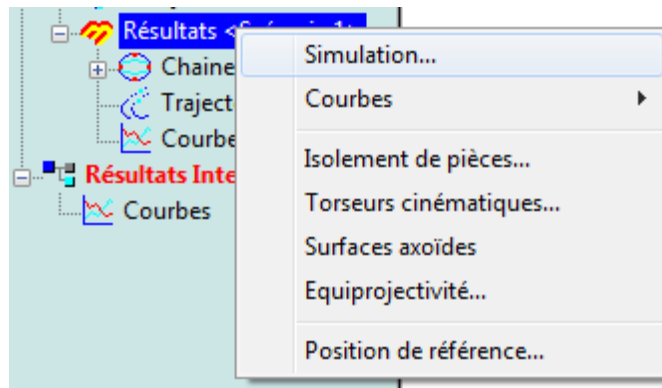 Résultats
Simulation...
Chaine
Courbes
Traject
Courbe
Isolement de pièces...
Résultats Inte
Torseurs cinématiques...
Courbes
Surfaces axoïdes
Equiprojectivité...
Position de référence...